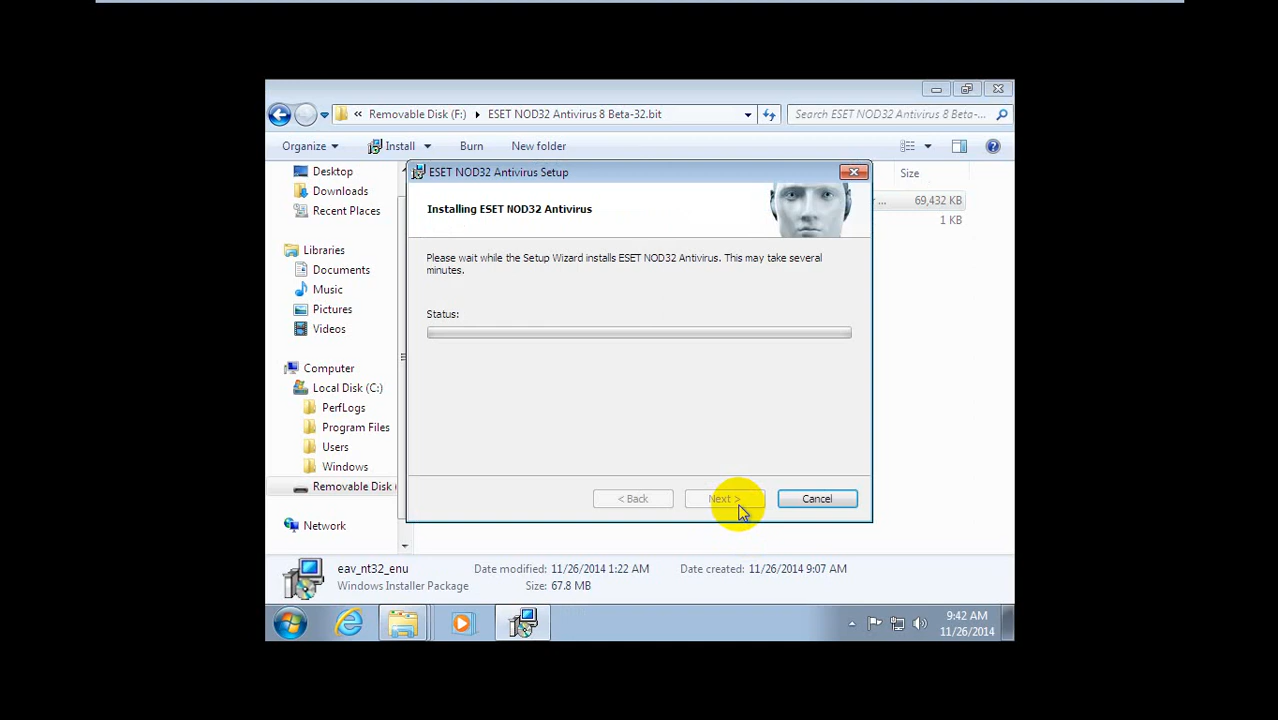 « Removable Disk (F:) ▸ ESET NOD32 Antivirus 8 Beta-32.bit
Search ESET NOD32 Antivirus 8 Beta-...
Organize
Install
Burn
New folder
Desktop
Downloads
Recent Places
Libraries
Documents
Music
Pictures
Videos
Computer
Local Disk (C:)
PerfLogs
Program Files
Users
Windows
Removable Disk (
Network
ESET NOD32 Antivirus Setup
Installing ESET NOD32 Antivirus
Please wait while the Setup Wizard installs ESET NOD32 Antivirus. This may take several
minutes.
Status:
< Back
Next >
Cancel
Size
... 69,432 KB
1 KB
eav_nt32_enu Date modified: 11/26/2014 1:22 AM Date created: 11/26/2014 9:07 AM
Windows Installer Package Size: 67.8 MB
9:42 AM
11/26/2014